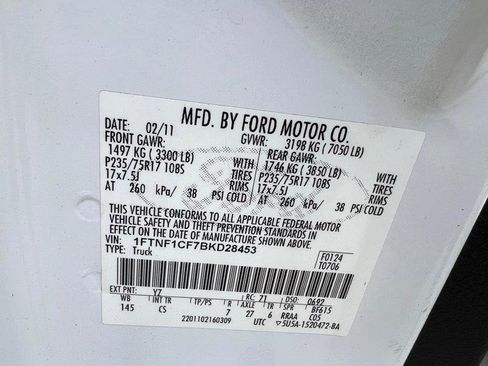 MFD. BY FORD MOTOR CO.
DATE: 02/11 GVWR: 3198 KG ( 7050 LB)
FRONT GAWR: REAR GAWR:
1497 KG ( 3300 LB) 1746 KG ( 3850 LB)
P235/75R17 108S TIRES P235/75R17 108S TIRES
17x7.5J RIMS 17x7.5J RIMS
AT 260 kPa/ 38 PSI COLD AT 260 kPa/ 38 PSI COLD
THIS VEHICLE CONFORMS TO ALL APPLICABLE FEDERAL MOTOR
VEHICLE SAFETY AND THEFT PREVENTION STANDARDS IN
EFFECT ON THE DATE OF MANUFACTURE SHOWN ABOVE.
VIN: 1FTNF1CF7BKD28453 F0124
TYPE: Truck T0706
EXT PNT: YZ RC: 71 DSO: 0692
WB INT TR TP/PS R AXLE TR SPR BF615
145 CS 7 27 6 RRAA C05
2201102160309 UTC 5U5A-1520472-BA